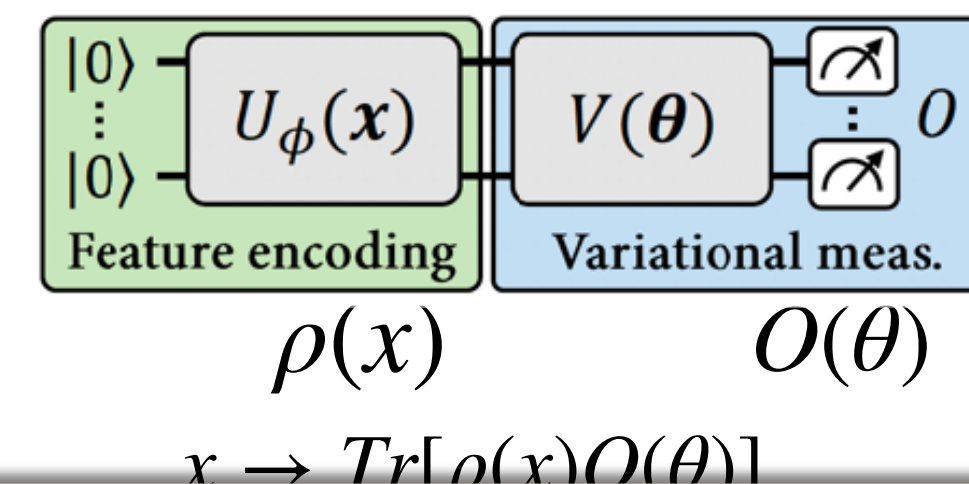 |0⟩ U_ϕ(x) V(θ)
⋮ ⋮ O
|0⟩
Feature encoding Variational meas.
ρ(x) O(θ)
x → Tr[ρ(x)O(θ)]